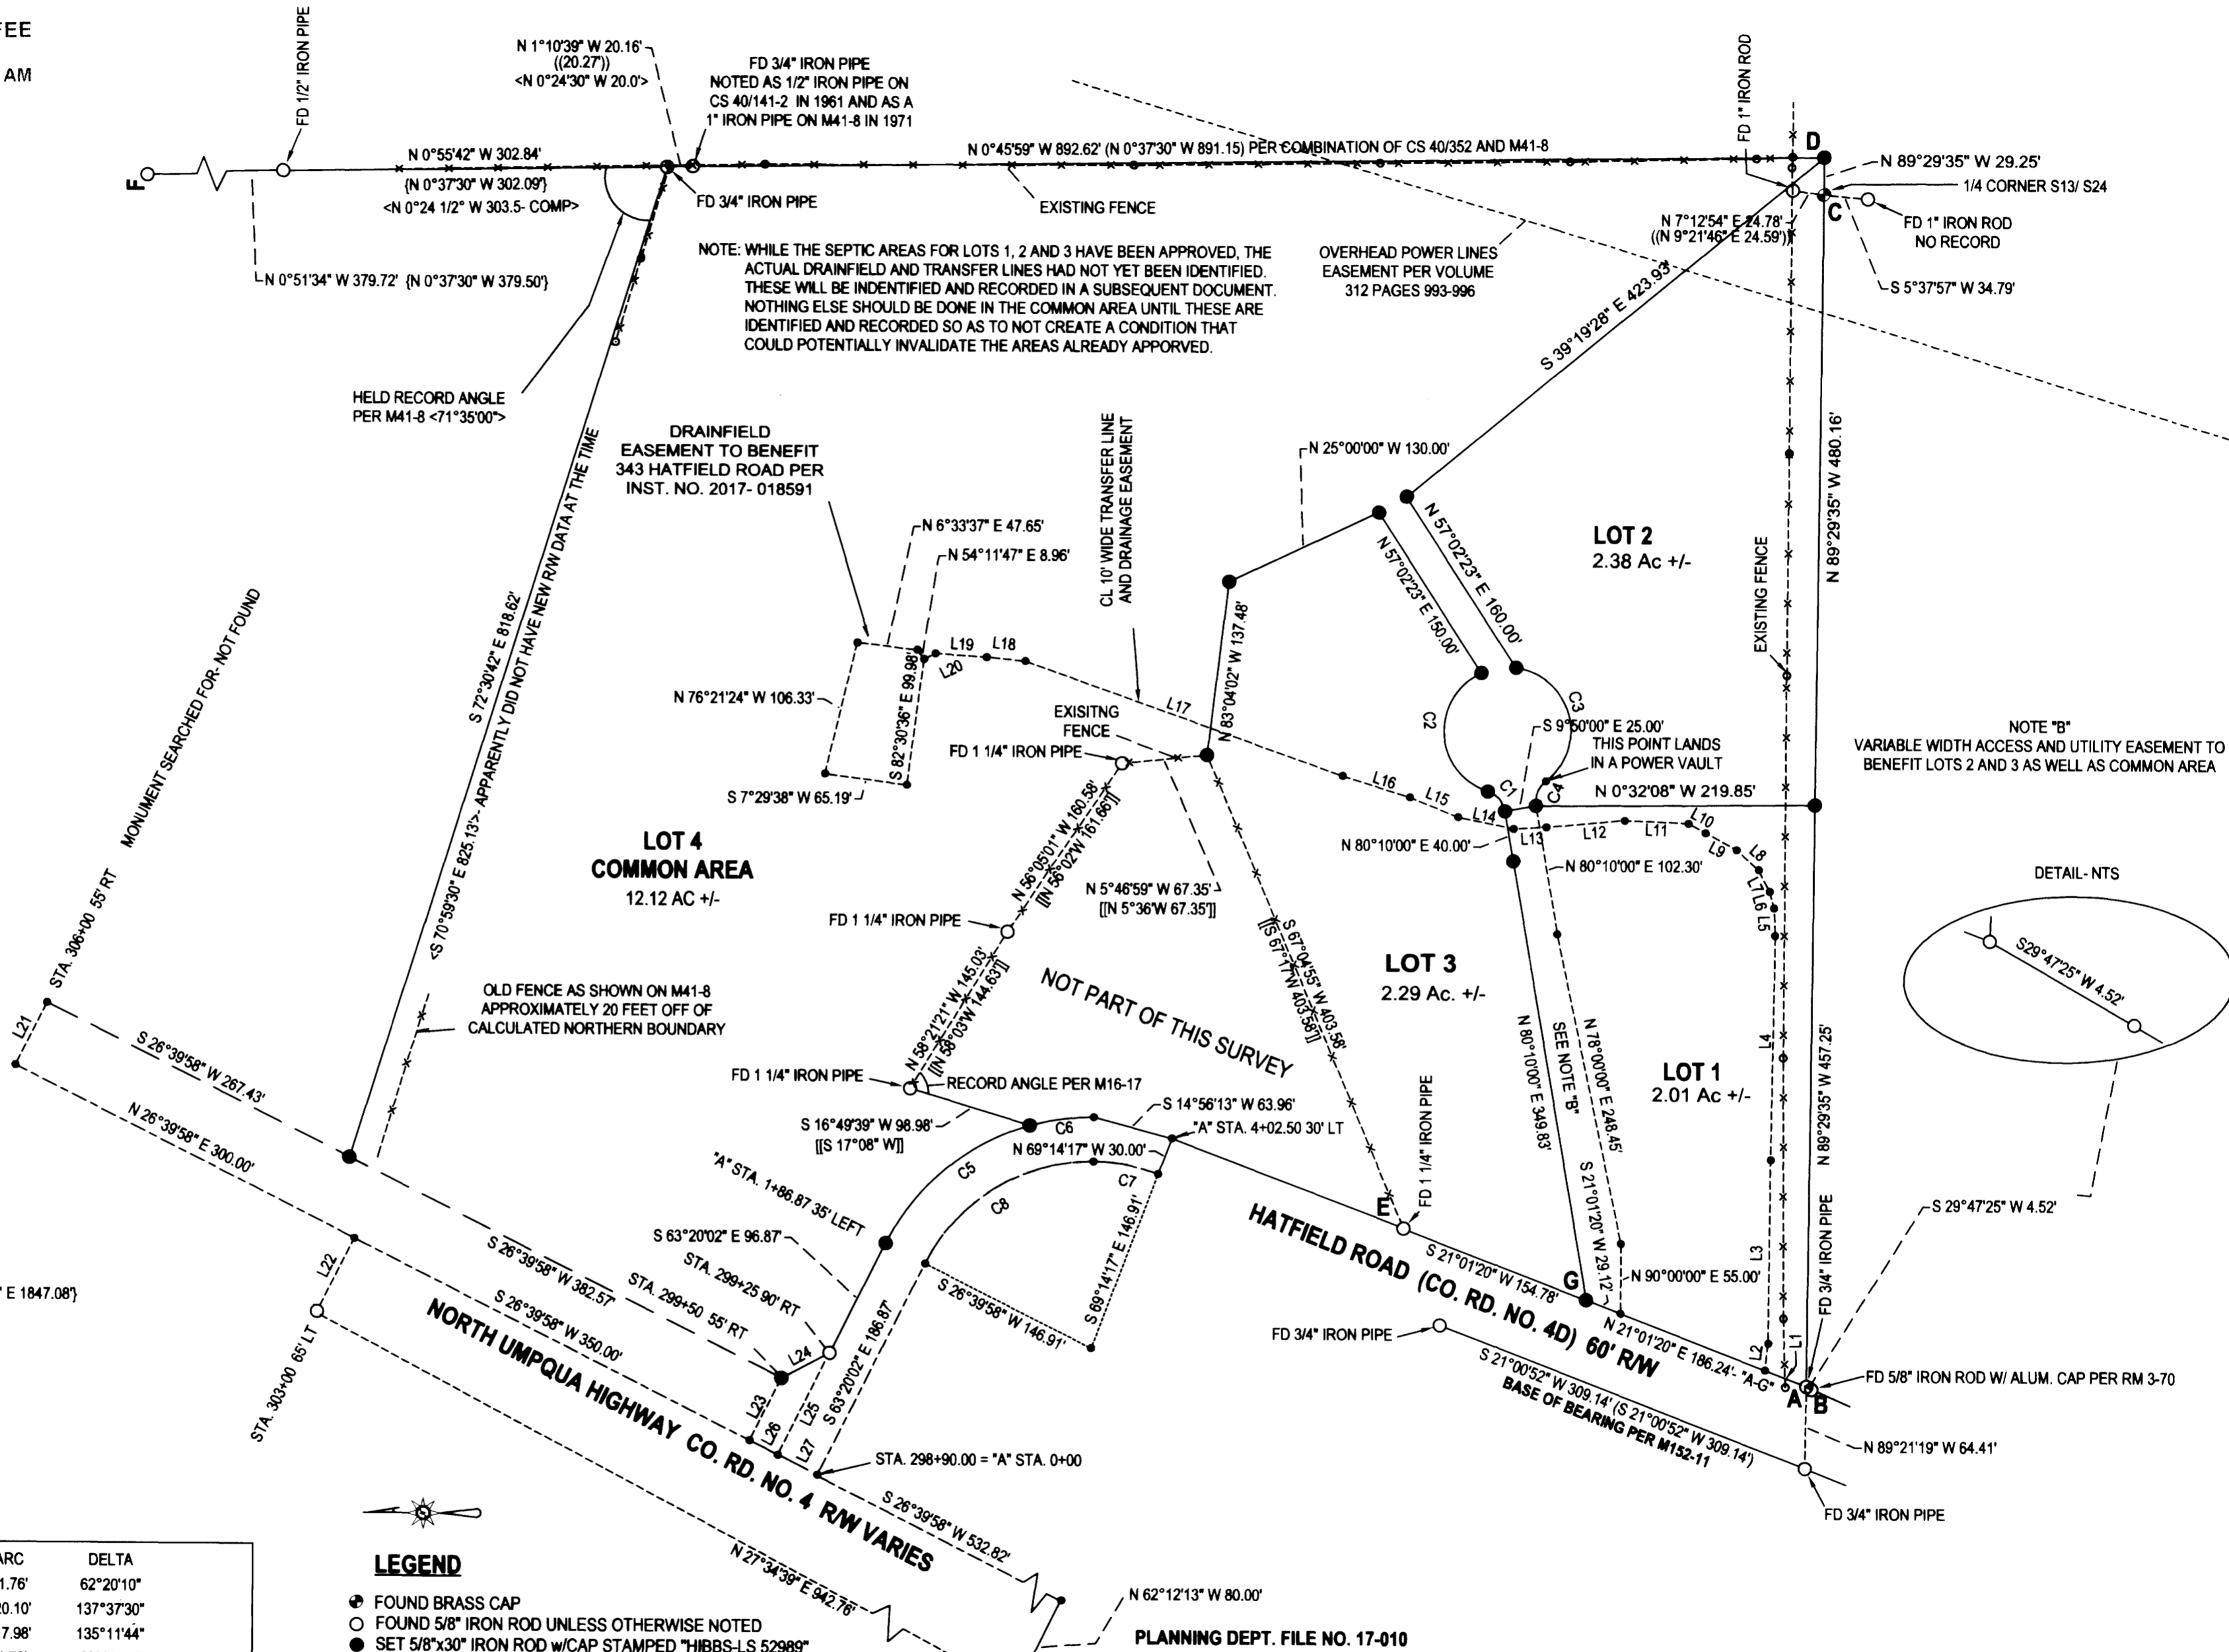 FEE
AM
FD 1/2" IRON PIPE
N 1°10'39" W 20.16'
((20.27'))
<N 0°24'30" W 20.0'>
FD 3/4" IRON PIPE
NOTED AS 1/2" IRON PIPE ON
CS 40/141-2 IN 1961 AND AS A
1" IRON PIPE ON M41-8 IN 1971
FD 1" IRON ROD
D
F
N 0°55'42" W 302.84'
{N 0°37'30" W 302.09'}
<N 0°24 1/2" W 303.5- COMP>
N 0°45'59" W 892.62' (N 0°37'30" W 891.15) PER COMBINATION OF CS 40/352 AND M41-8
N 89°29'35" W 29.25'
1/4 CORNER S13/ S24
C
FD 3/4" IRON PIPE
EXISTING FENCE
N 7°12'54" E 24.78'
((N 9°21'46" E 24.59'))
FD 1" IRON ROD
NO RECORD
S 5°37'57" W 34.79'
N 0°51'34" W 379.72' {N 0°37'30" W 379.50'}
NOTE: WHILE THE SEPTIC AREAS FOR LOTS 1, 2 AND 3 HAVE BEEN APPROVED, THE
ACTUAL DRAINFIELD AND TRANSFER LINES HAD NOT YET BEEN IDENTIFIED.
THESE WILL BE INDENTIFIED AND RECORDED IN A SUBSEQUENT DOCUMENT.
NOTHING ELSE SHOULD BE DONE IN THE COMMON AREA UNTIL THESE ARE
IDENTIFIED AND RECORDED SO AS TO NOT CREATE A CONDITION THAT
COULD POTENTIALLY INVALIDATE THE AREAS ALREADY APPORVED.
OVERHEAD POWER LINES
EASEMENT PER VOLUME
312 PAGES 993-996
S 39°19'28" E 423.93'
HELD RECORD ANGLE
PER M41-8 <71°35'00">
DRAINFIELD
EASEMENT TO BENEFIT
343 HATFIELD ROAD PER
INST. NO. 2017- 018591
CL 10' WIDE TRANSFER LINE
AND DRAINAGE EASEMENT
N 25°00'00" W 130.00'
N 89°29'35" W 480.16'
S 72°30'42" E 818.62'
<S 70°59'30" E 825.13'>- APPARENTLY DID NOT HAVE NEW R/W DATA AT THE TIME
N 6°33'37" E 47.65'
N 54°11'47" E 8.96'
N 57°02'23" E 150.00'
N 57°02'23" E 160.00'
LOT 2
2.38 Ac +/-
EXISTING FENCE
MONUMENT SEARCHED FOR- NOT FOUND
L19
L18
L20
N 76°21'24" W 106.33'
S 82°30'36" E 99.98'
S 7°29'38" W 65.19'
L17
N 83°04'02" W 137.48'
EXISITNG
FENCE
FD 1 1/4" IRON PIPE
C2
C3
S 9°50'00" E 25.00'
THIS POINT LANDS
IN A POWER VAULT
C1
C4
N 0°32'08" W 219.85'
NOTE "B"
VARIABLE WIDTH ACCESS AND UTILITY EASEMENT TO
BENEFIT LOTS 2 AND 3 AS WELL AS COMMON AREA
L16
L15
L14
L13
L12
L11
L10
L9
L8
L7
L6
L5
N 80°10'00" E 40.00'
N 80°10'00" E 102.30'
LOT 4
COMMON AREA
12.12 AC +/-
N 56°05'01" W 160.58'
[[N 56°02'W 161.66']]
N 5°46'59" W 67.35'
[[N 5°36'W 67.35']]
FD 1 1/4" IRON PIPE
S 67°04'55" W 403.58'
[[S 67°17'W 403.58']]
DETAIL- NTS
S29°47'25" W 4.52'
STA. 306+00 55' RT
L21
OLD FENCE AS SHOWN ON M41-8
APPROXIMATELY 20 FEET OFF OF
CALCULATED NORTHERN BOUNDARY
N 58°21'21" W 145.03'
[[N 58°03'W 144.63']]
NOT PART OF THIS SURVEY
LOT 3
2.29 Ac. +/-
N 80°10'00" E 349.83'
SEE NOTE "B"
N 78°00'00" E 248.45'
LOT 1
2.01 Ac +/-
L4
N 89°29'35" W 457.25'
S 26°39'58" W 267.43'
N 26°39'58" E 300.00'
FD 1 1/4" IRON PIPE
RECORD ANGLE PER M16-17
S 16°49'39" W 98.98'
[[S 17°08" W]]
C6
S 14°56'13" W 63.96'
"A" STA. 4+02.50 30' LT
N 69°14'17" W 30.00'
C5
C7
C8
FD 1 1/4" IRON PIPE
E
"A" STA. 1+86.87 35' LEFT
S 63°20'02" E 96.87'
STA. 299+25 90' RT
STA. 299+50 55' RT
S 69°14'17" E 146.91'
S 26°39'58" W 146.91'
HATFIELD ROAD (CO. RD. NO. 4D) 60' R/W
S 21°01'20" W 154.78'
G
S 21°01'20" W 29.12'
N 90°00'00" E 55.00'
N 21°01'20" E 186.24'- "A-G"
L3
L2
L1
FD 3/4" IRON PIPE
S 29°47'25" W 4.52'
FD 5/8" IRON ROD W/ ALUM. CAP PER RM 3-70
A
B
' E 1847.08'}
L22
STA. 303+00 65' LT
S 26°39'58" W 382.57'
S 26°39'58" W 350.00'
NORTH UMPQUA HIGHWAY CO. RD. NO. 4 R/W VARIES
L24
L23
L25
L26
L27
S 63°20'02" E 186.87'
STA. 298+90.00 = "A" STA. 0+00
FD 3/4" IRON PIPE
S 21°00'52" W 309.14' (S 21°00'52" W 309.14')
BASE OF BEARING PER M152-11
N 89°21'19" W 64.41'
FD 3/4" IRON PIPE
S 26°39'58" W 532.82'
N 27°34'39" E 942.76'
N 62°12'13" W 80.00'
ARC DELTA
1.76' 62°20'10"
20.10' 137°37'30"
7.98' 135°11'44"
LEGEND
FOUND BRASS CAP
FOUND 5/8" IRON ROD UNLESS OTHERWISE NOTED
SET 5/8"x30" IRON ROD w/CAP STAMPED "HIBBS-LS 52989"
PLANNING DEPT. FILE NO. 17-010